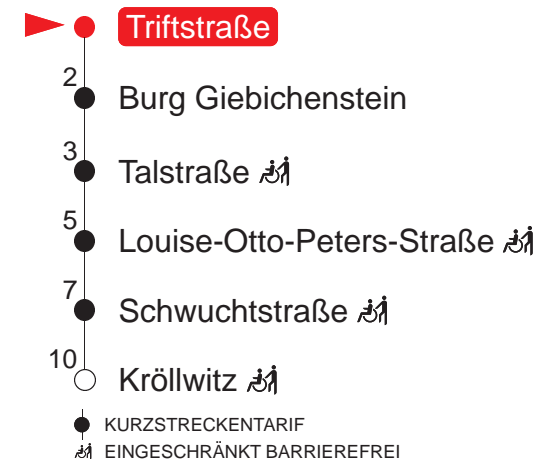 Triftstraße
2
Burg Giebichenstein
3
Talstraße
5
Louise-Otto-Peters-Straße
7
Schwuchtstraße
10
Kröllwitz
KURZSTRECKENTARIF
EINGESCHRÄNKT BARRIEREFREI